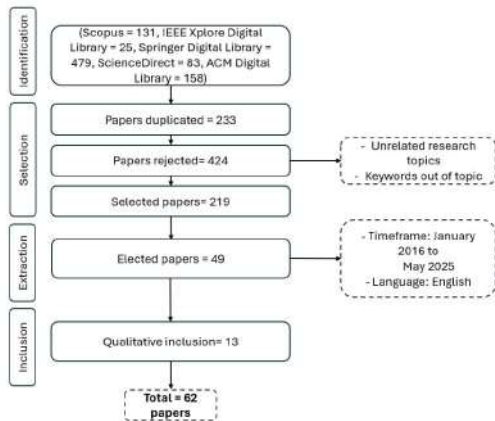 Identification
(Scopus = 131, IEEE Xplore Digital
Library = 25, Springer Digital Library =
479, ScienceDirect = 83, ACM Digital
Library = 158)
Selection
Papers duplicated = 233
Papers rejected = 424
- Unrelated research
topics
- Keywords out of topic
Selected papers = 219
Extraction
Elected papers = 49
- Timeframe: January
2016 to
May 2025
- Language: English
Inclusion
Qualitative inclusion= 13
Total = 62
papers